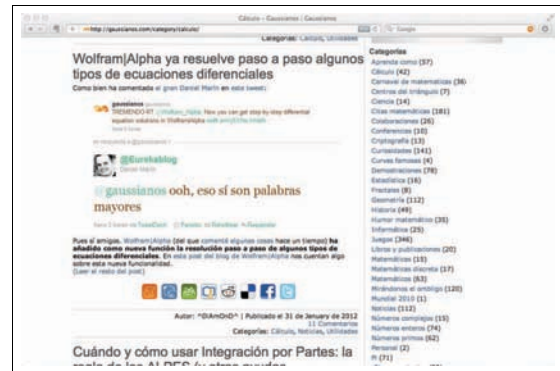 Cálculo – Gaussianos | Gaussianos
http://gaussianos.com/category/calculo/
Google
Categorías: Cálculo, Utilidades
Wolfram|Alpha ya resuelve paso a paso algunos
tipos de ecuaciones diferenciales
Como bien ha comentado el gran Daniel Marín en este tweet:
gaussianos
TREMENDO RT @Wolfram_Alpha: Now you can get step-by-step differential
equation solutions in Wolfram|Alpha
@Eurekablog
Daniel Marín
@gaussianos ooh, eso sí son palabras
mayores
Pues sí amigos. Wolfram|Alpha (del que comenté algunas cosas hace un tiempo) ha
añadido como nueva función la resolución paso a paso de algunos tipos de
ecuaciones diferenciales. En esta post del blog de Wolfram|Alpha nos cuentan algo
sobre esta nueva funcionalidad.
(Leer el resto del post)
Autor: ^DiAmOnD^ | Publicado el 31 de January de 2012
11 Comentarios
Categorías: Cálculo, Noticias, Utilidades
Cuándo y cómo usar Integración por Partes: la
regla de los ALPES (y otras ayudas
Categorías
Aprenda como (57)
Cálculo (42)
Carnaval de matemáticas (36)
Centros del triángulo (7)
Ciencia (14)
Citas matemáticas (181)
Colaboraciones (26)
Conferencias (10)
Criptografía (13)
Curiosidades (141)
Curvas famosas (4)
Demostraciones (78)
Estadística (16)
Fractales (8)
Geometría (112)
Historia (49)
Humor matemático (35)
Informática (25)
Juegos (346)
Libros y publicaciones (20)
Matemáticas (15)
Matemáticas discreta (17)
Matemáticos (63)
Mirándonos el ombligo (120)
Mundial 2010 (1)
Noticias (112)
Números complejos (15)
Números enteros (74)
Números primos (62)
Personal (2)
Pi (71)